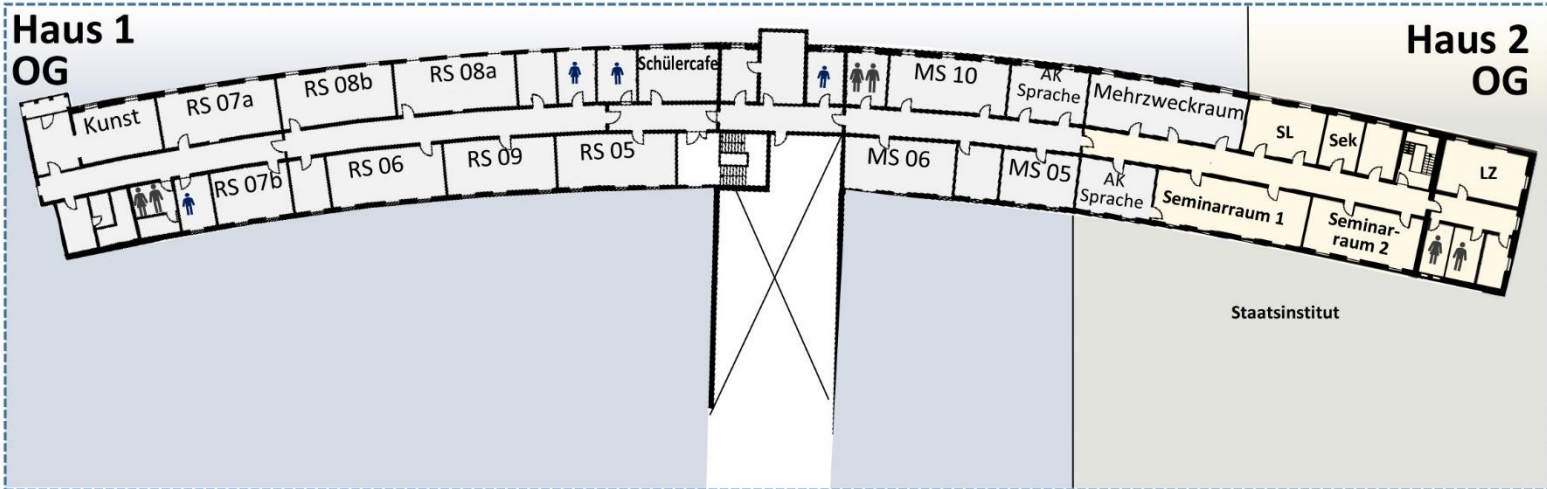 Haus 1
OG
Haus 2
OG
Kunst
RS 07a
RS 08b
RS 08a
Schülercafe
MS 10
AK
Sprache
Mehrzweckraum
SL
Sek
LZ
RS 07b
RS 06
RS 09
RS 05
MS 06
MS 05
AK
Sprache
Seminarraum 1
Seminar-
raum 2
Staatsinstitut